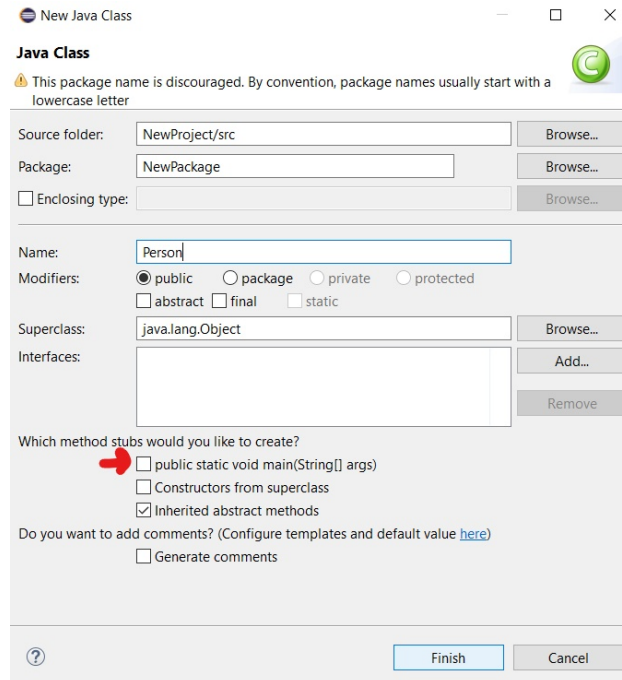 New Java Class
Java Class
This package name is discouraged. By convention, package names usually start with a
lowercase letter
Source folder: NewProject/src Browse...
Package: NewPackage Browse...
Enclosing type: Browse...
Name: Person
Modifiers: public package private protected
abstract final static
Superclass: java.lang.Object Browse...
Interfaces: Add...
Remove
Which method stubs would you like to create?
public static void main(String[] args)
Constructors from superclass
Inherited abstract methods
Do you want to add comments? (Configure templates and default value here)
Generate comments
? Finish Cancel